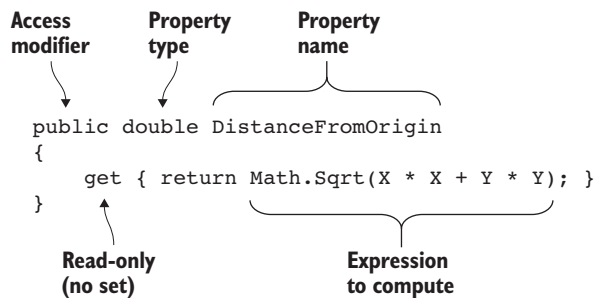 Access Property Property
modifier type name
public double DistanceFromOrigin
{
get { return Math.Sqrt(X * X + Y * Y); }
}
Read-only Expression
(no set) to compute